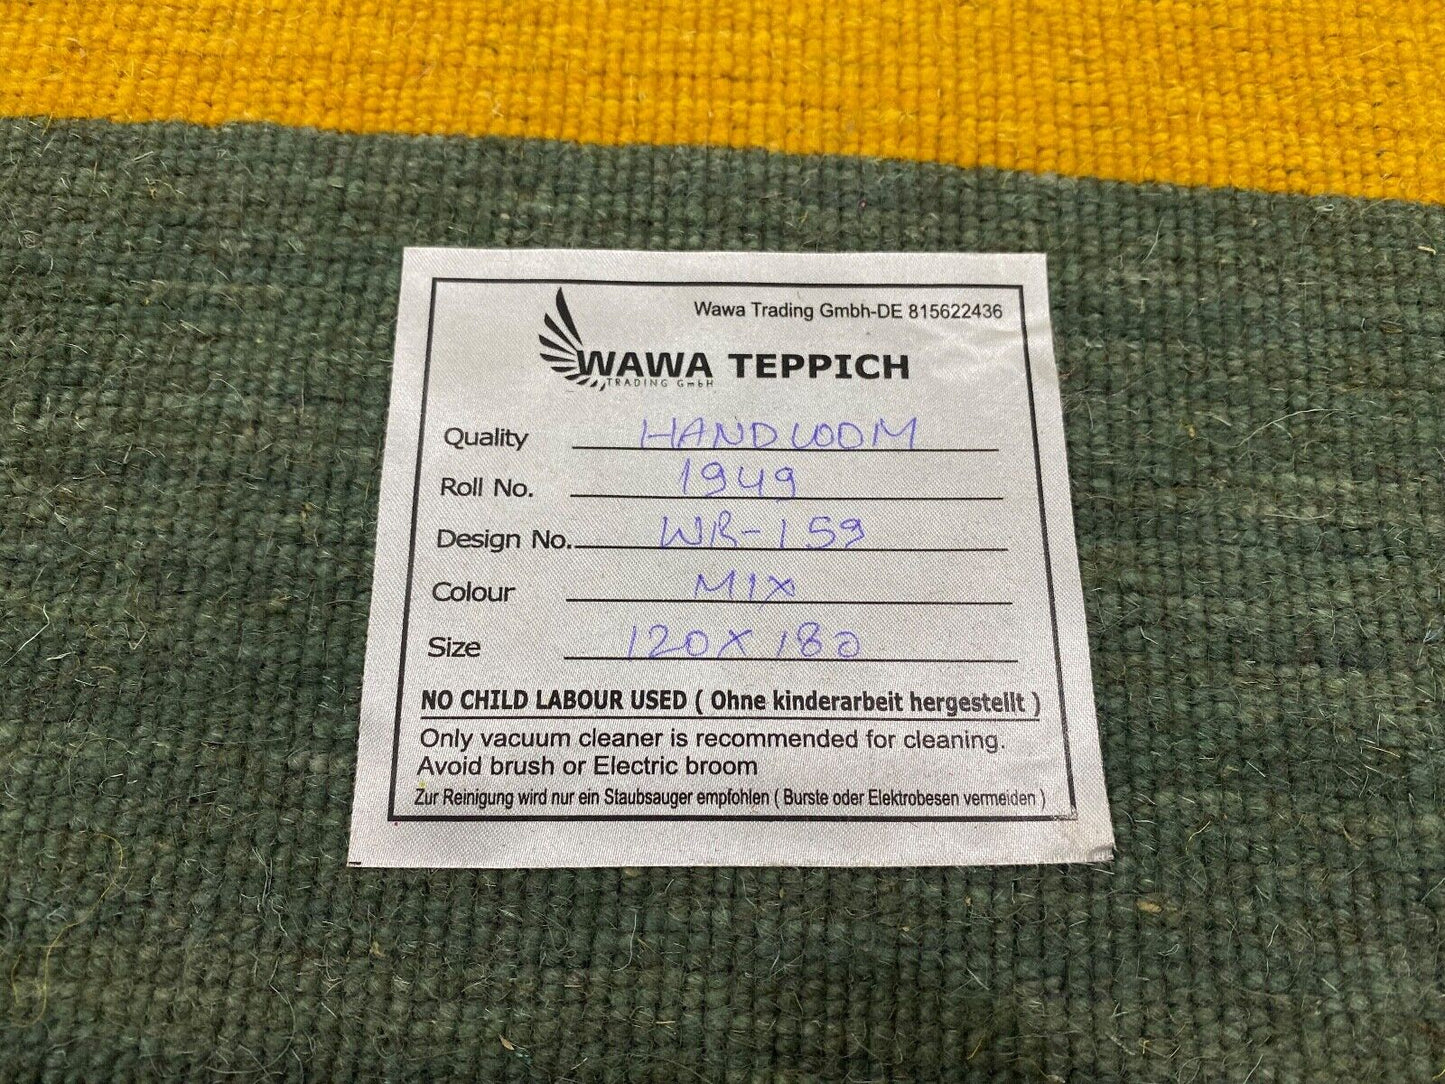 Wawa Trading Gmbh-DE 815622436
WAWA TEPPICH
TRADING GmbH
Quality HANDLOOM
Roll No. 1949
Design No. WR-159
Colour MIX
Size 120X180
NO CHILD LABOUR USED ( Ohne kinderarbeit hergestellt )
Only vacuum cleaner is recommended for cleaning.
Avoid brush or Electric broom
Zur Reinigung wird nur ein Staubsauger empfohlen ( Burste oder Elektrobesen vermeiden )